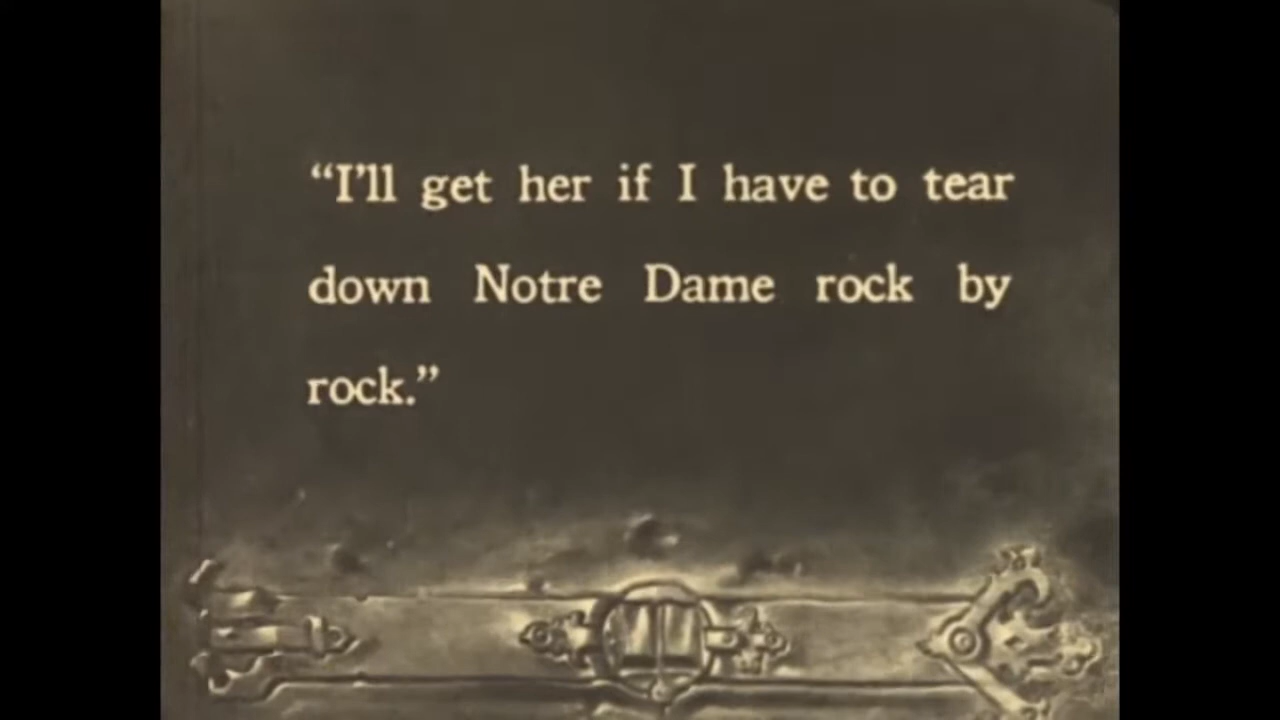 “I’ll get her if I have to tear
down Notre Dame rock by
rock.”